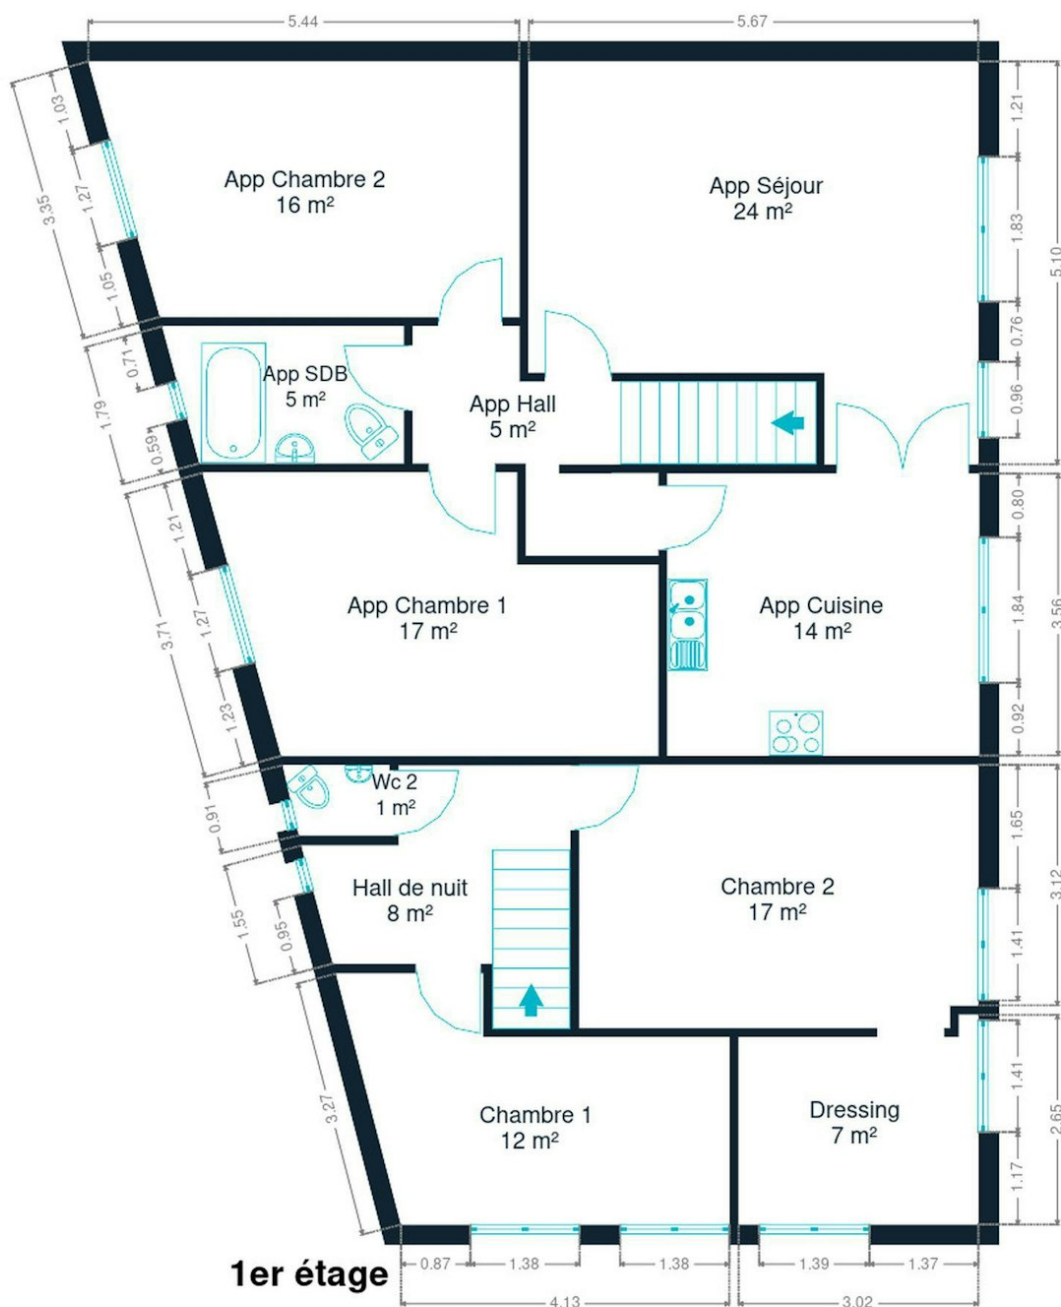 5.44
5.67
1.03
1.27
1.05
3.35
1.21
1.83
0.76
0.96
5.10
App Chambre 2
16 m²
App Séjour
24 m²
0.71
0.59
1.79
App SDB
5 m²
App Hall
5 m²
1.21
1.27
1.23
3.71
App Chambre 1
17 m²
App Cuisine
14 m²
0.80
1.84
0.92
3.56
0.91
Wc 2
1 m²
1.55
0.95
Hall de nuit
8 m²
Chambre 2
17 m²
1.65
1.41
3.12
3.27
Chambre 1
12 m²
Dressing
7 m²
1.41
1.17
2.65
1er étage
0.87
1.38
1.38
1.39
1.37
4.13
3.02